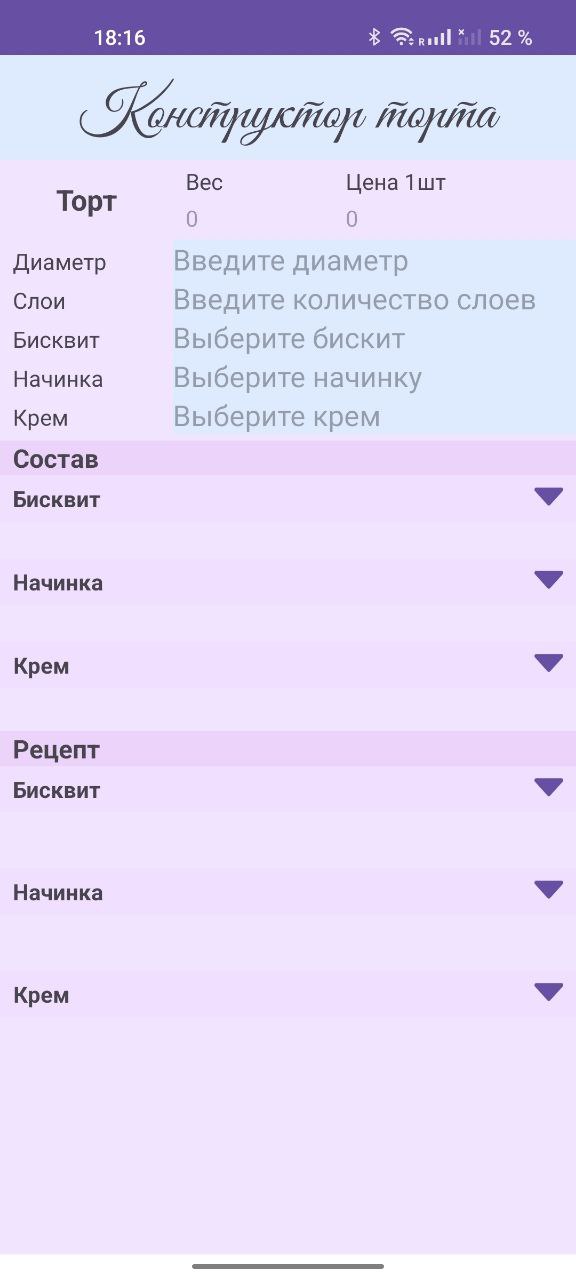 18:16 R 52 %
Конструктор торта
Торт Вес Цена 1шт
0 0
Диаметр Введите диаметр
Слои Введите количество слоев
Бисквит Выберите бискит
Начинка Выберите начинку
Крем Выберите крем
Состав
Бисквит
Начинка
Крем
Рецепт
Бисквит
Начинка
Крем